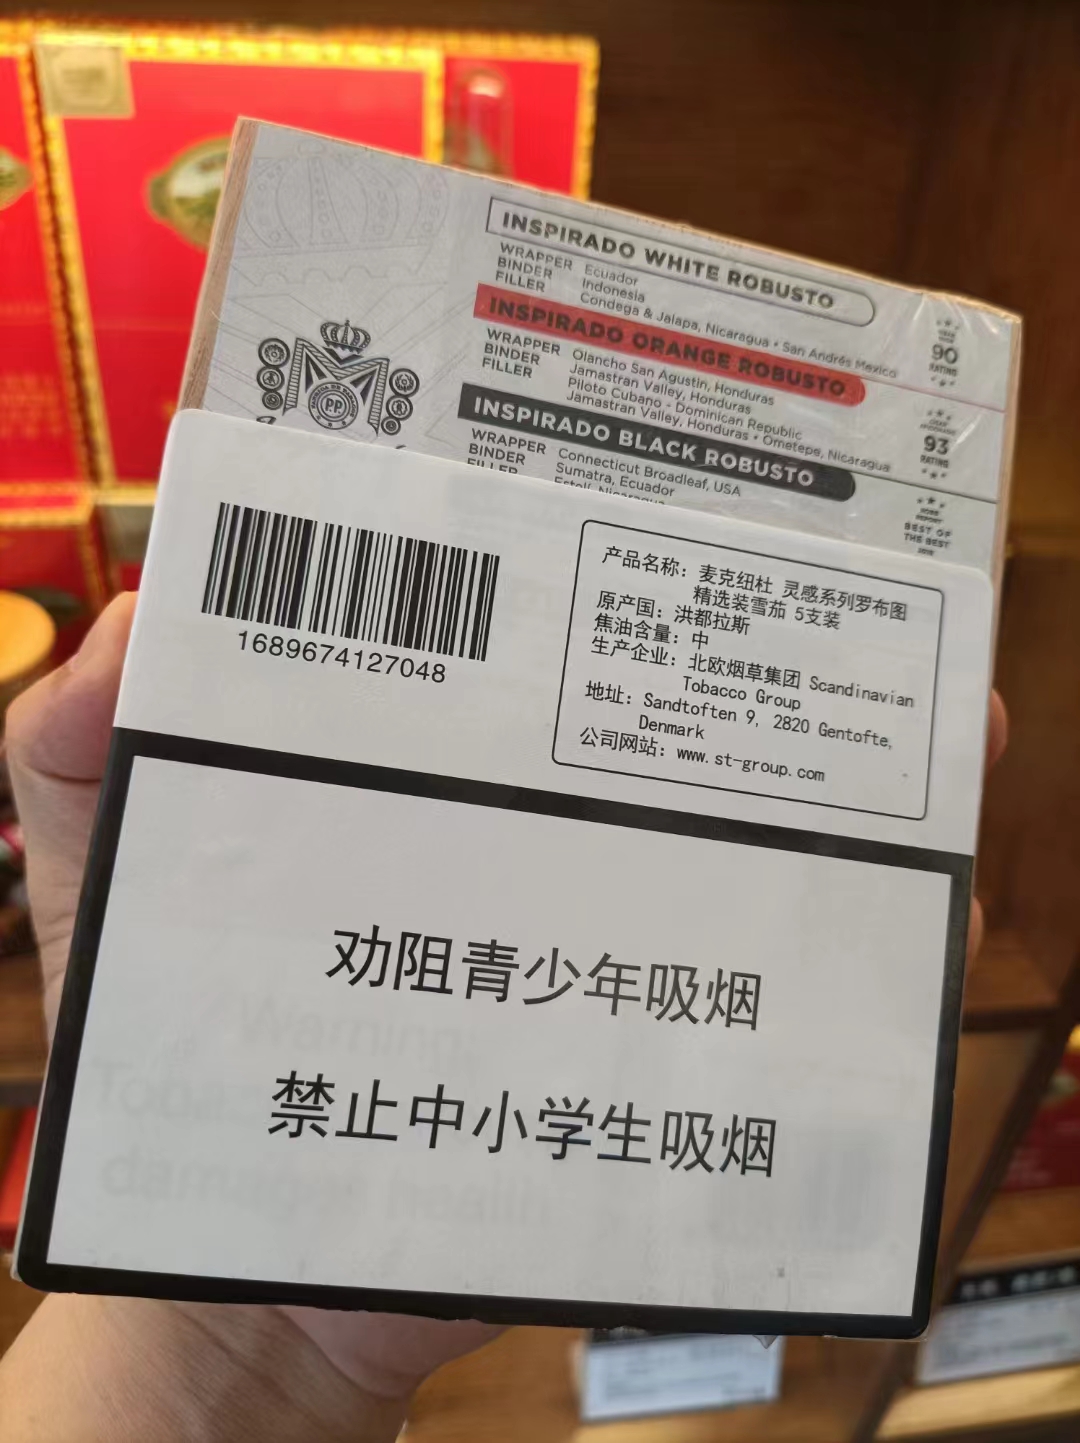 INSPIRADO WHITE ROBUSTO
WRAPPER Ecuador
BINDER Indonesia
FILLER Condega & Jalapa, Nicaragua • San Andrés Mexico
90
RATING
INSPIRADO ORANGE ROBUSTO
WRAPPER Olancho San Agustin, Honduras
BINDER Jamastran Valley, Honduras
FILLER Piloto Cubano - Dominican Republic
Jamastran Valley, Honduras • Ometepe, Nicaragua
93
RATING
INSPIRADO BLACK ROBUSTO
WRAPPER Connecticut Broadleaf, USA
BINDER Sumatra, Ecuador
FILLER Estelí, Nicaragua
BEST OF
THE BEST
P.P.
1689674127048
产品名称：麦克纽杜 灵感系列罗布图
精选装雪茄 5支装
原产国：洪都拉斯
焦油含量：中
生产企业：北欧烟草集团 Scandinavian
Tobacco Group
地址：Sandtoften 9, 2820 Gentofte,
Denmark
公司网站：www.st-group.com
劝阻青少年吸烟
禁止中小学生吸烟